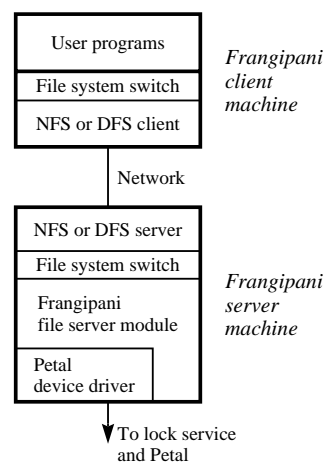 User programs
File system switch
NFS or DFS client
Frangipani
client
machine
Network
NFS or DFS server
File system switch
Frangipani
file server module
Petal
device driver
Frangipani
server
machine
To lock service
and Petal